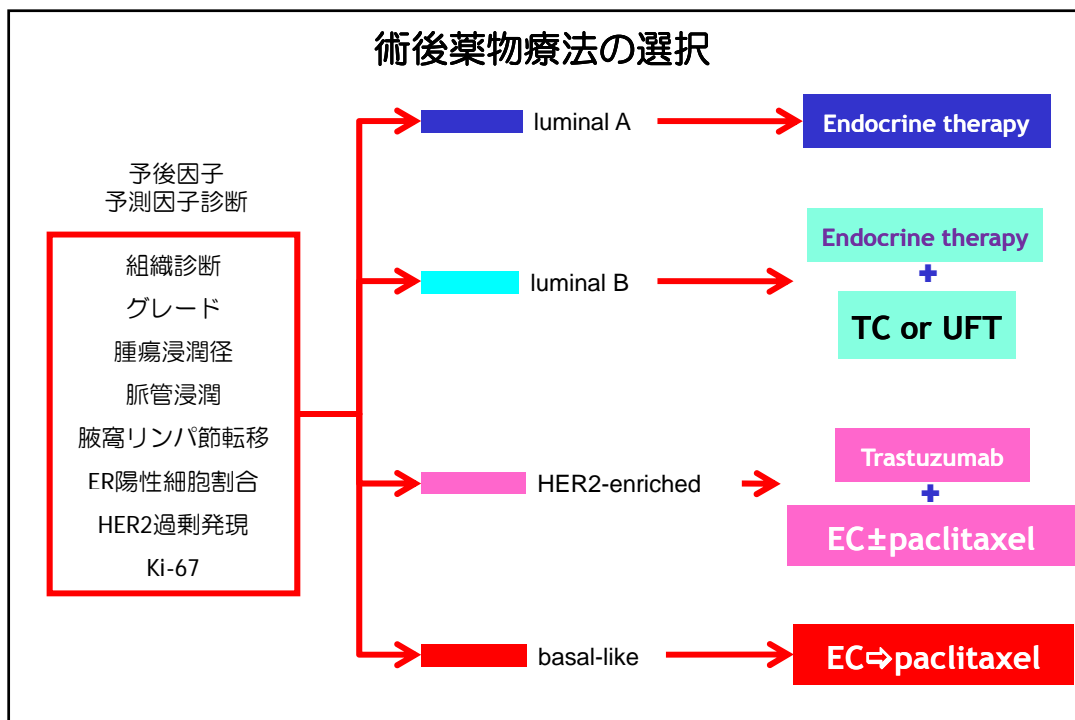 術後薬物療法の選択
予後因子
予測因子診断
組織診断
グレード
腫瘍浸潤径
脈管浸潤
腋窩リンパ節転移
ER陽性細胞割合
HER2過剰発現
Ki-67
luminal A
Endocrine therapy
luminal B
Endocrine therapy
+
TC or UFT
HER2-enriched
Trastuzumab
+
EC±paclitaxel
basal-like
EC⇨paclitaxel